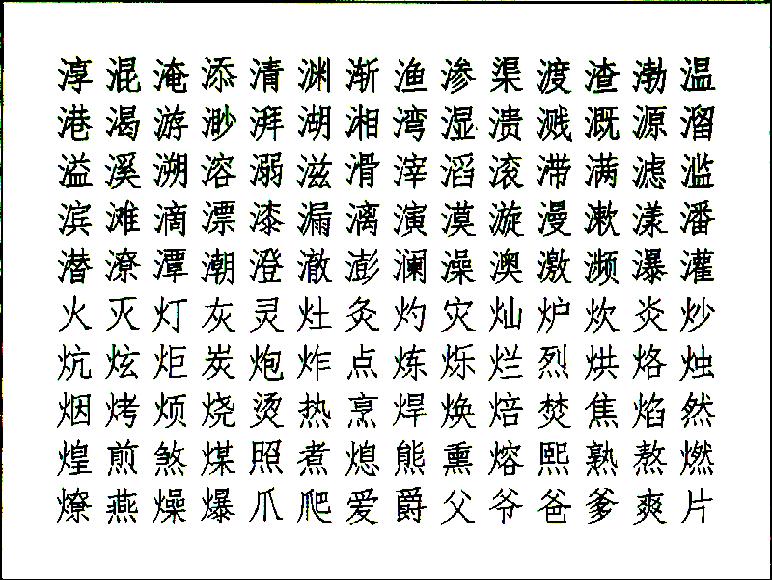 淳混淹添清渊渐渔渗渠渡渣渤温
港渴游渺湃湖湘湾湿溃溅溉源溜
溢溪溯溶溺滋滑滓滔滚滞满滤滥
滨滩滴漂漆漏漓演漠漩漫漱漾潘
潜潦潭潮澄澈澎澜澡澳激濒瀑灌
火灭灯灰灵灶灸灼灾灿炉炊炎炒
炕炫炬炭炮炸点炼烁烂烈烘烙烛
烟烤烦烧烫热烹焊焕焙焚焦焰然
煌煎煞煤照煮熄熊熏熔熙熟熬燃
燎燕燥爆爪爬爱爵父爷爸爹爽片